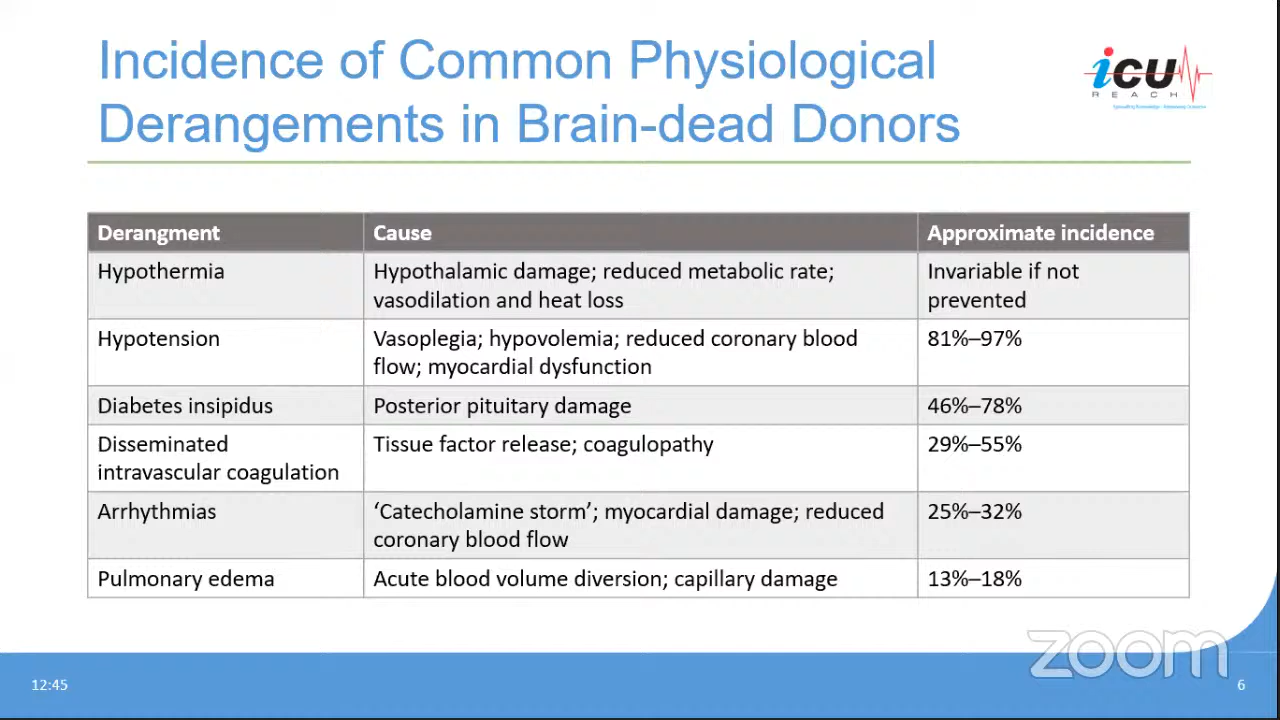 Incidence of Common Physiological
Derangements in Brain-dead Donors
icu
REACH
Derangment
Cause
Approximate incidence
Hypothermia
Hypothalamic damage; reduced metabolic rate;
vasodilation and heat loss
Invariable if not
prevented
Hypotension
Vasoplegia; hypovolemia; reduced coronary blood
flow; myocardial dysfunction
81%–97%
Diabetes insipidus
Posterior pituitary damage
46%–78%
Disseminated
intravascular coagulation
Tissue factor release; coagulopathy
29%–55%
Arrhythmias
‘Catecholamine storm’; myocardial damage; reduced
coronary blood flow
25%–32%
Pulmonary edema
Acute blood volume diversion; capillary damage
13%–18%
zoom
12:45
6